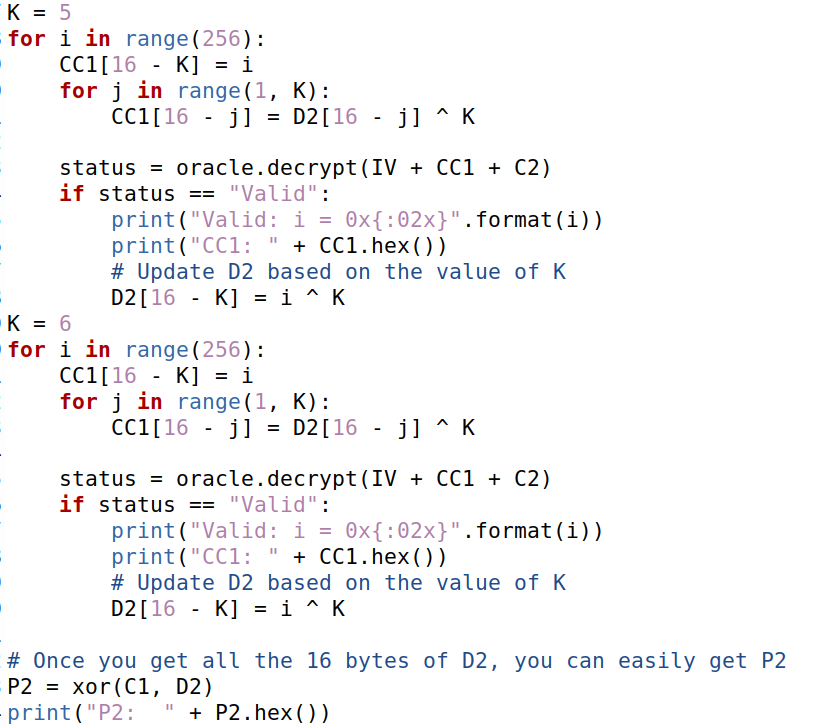 K = 5
for i in range(256):
    CC1[16 - K] = i
    for j in range(1, K):
        CC1[16 - j] = D2[16 - j] ^ K

    status = oracle.decrypt(IV + CC1 + C2)
    if status == "Valid":
        print("Valid: i = 0x{:02x}".format(i))
        print("CC1: " + CC1.hex())
        # Update D2 based on the value of K
        D2[16 - K] = i ^ K
K = 6
for i in range(256):
    CC1[16 - K] = i
    for j in range(1, K):
        CC1[16 - j] = D2[16 - j] ^ K

    status = oracle.decrypt(IV + CC1 + C2)
    if status == "Valid":
        print("Valid: i = 0x{:02x}".format(i))
        print("CC1: " + CC1.hex())
        # Update D2 based on the value of K
        D2[16 - K] = i ^ K

# Once you get all the 16 bytes of D2, you can easily get P2
P2 = xor(C1, D2)
print("P2:  " + P2.hex())